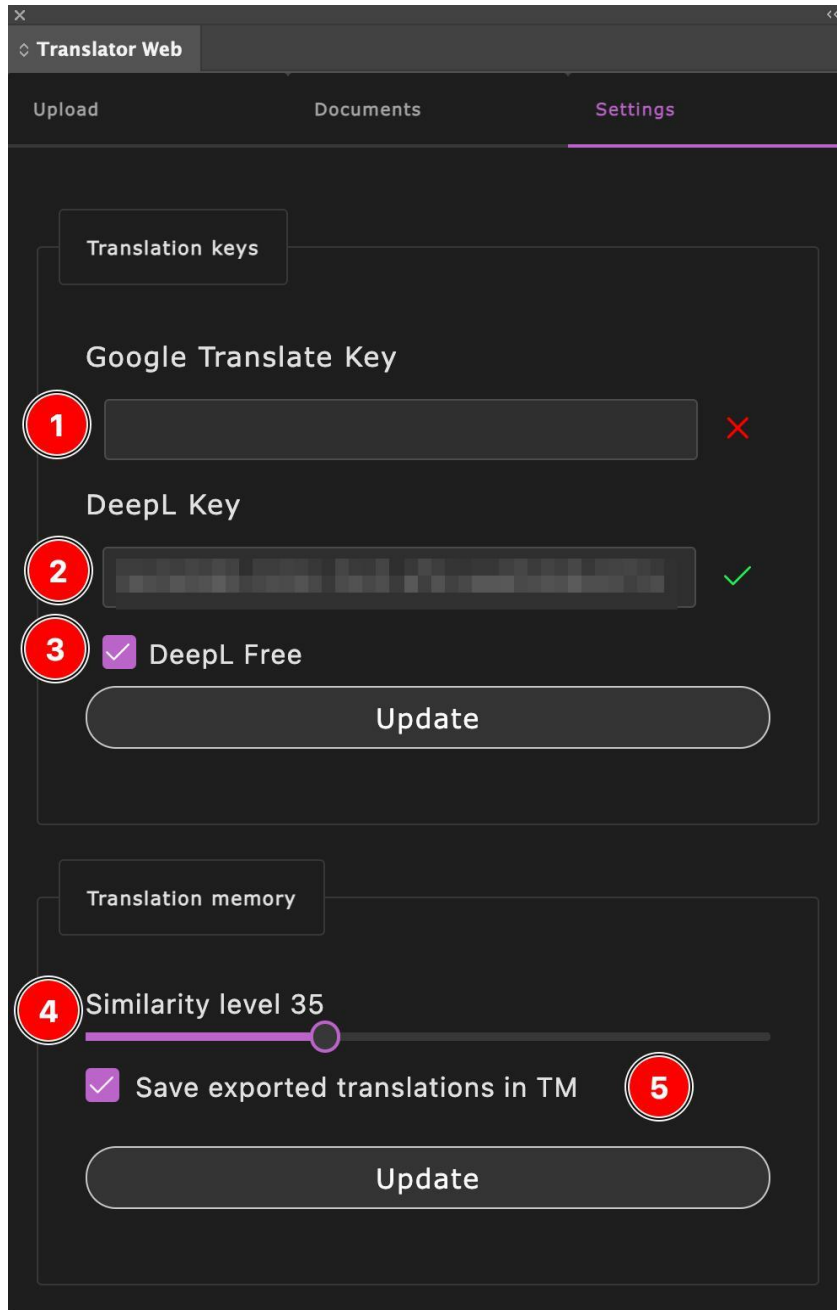 Translator Web
Upload Documents Settings
Translation keys
Google Translate Key
1
DeepL Key
2
3 DeepL Free
Update
Translation memory
4 Similarity level 35
Save exported translations in TM 5
Update